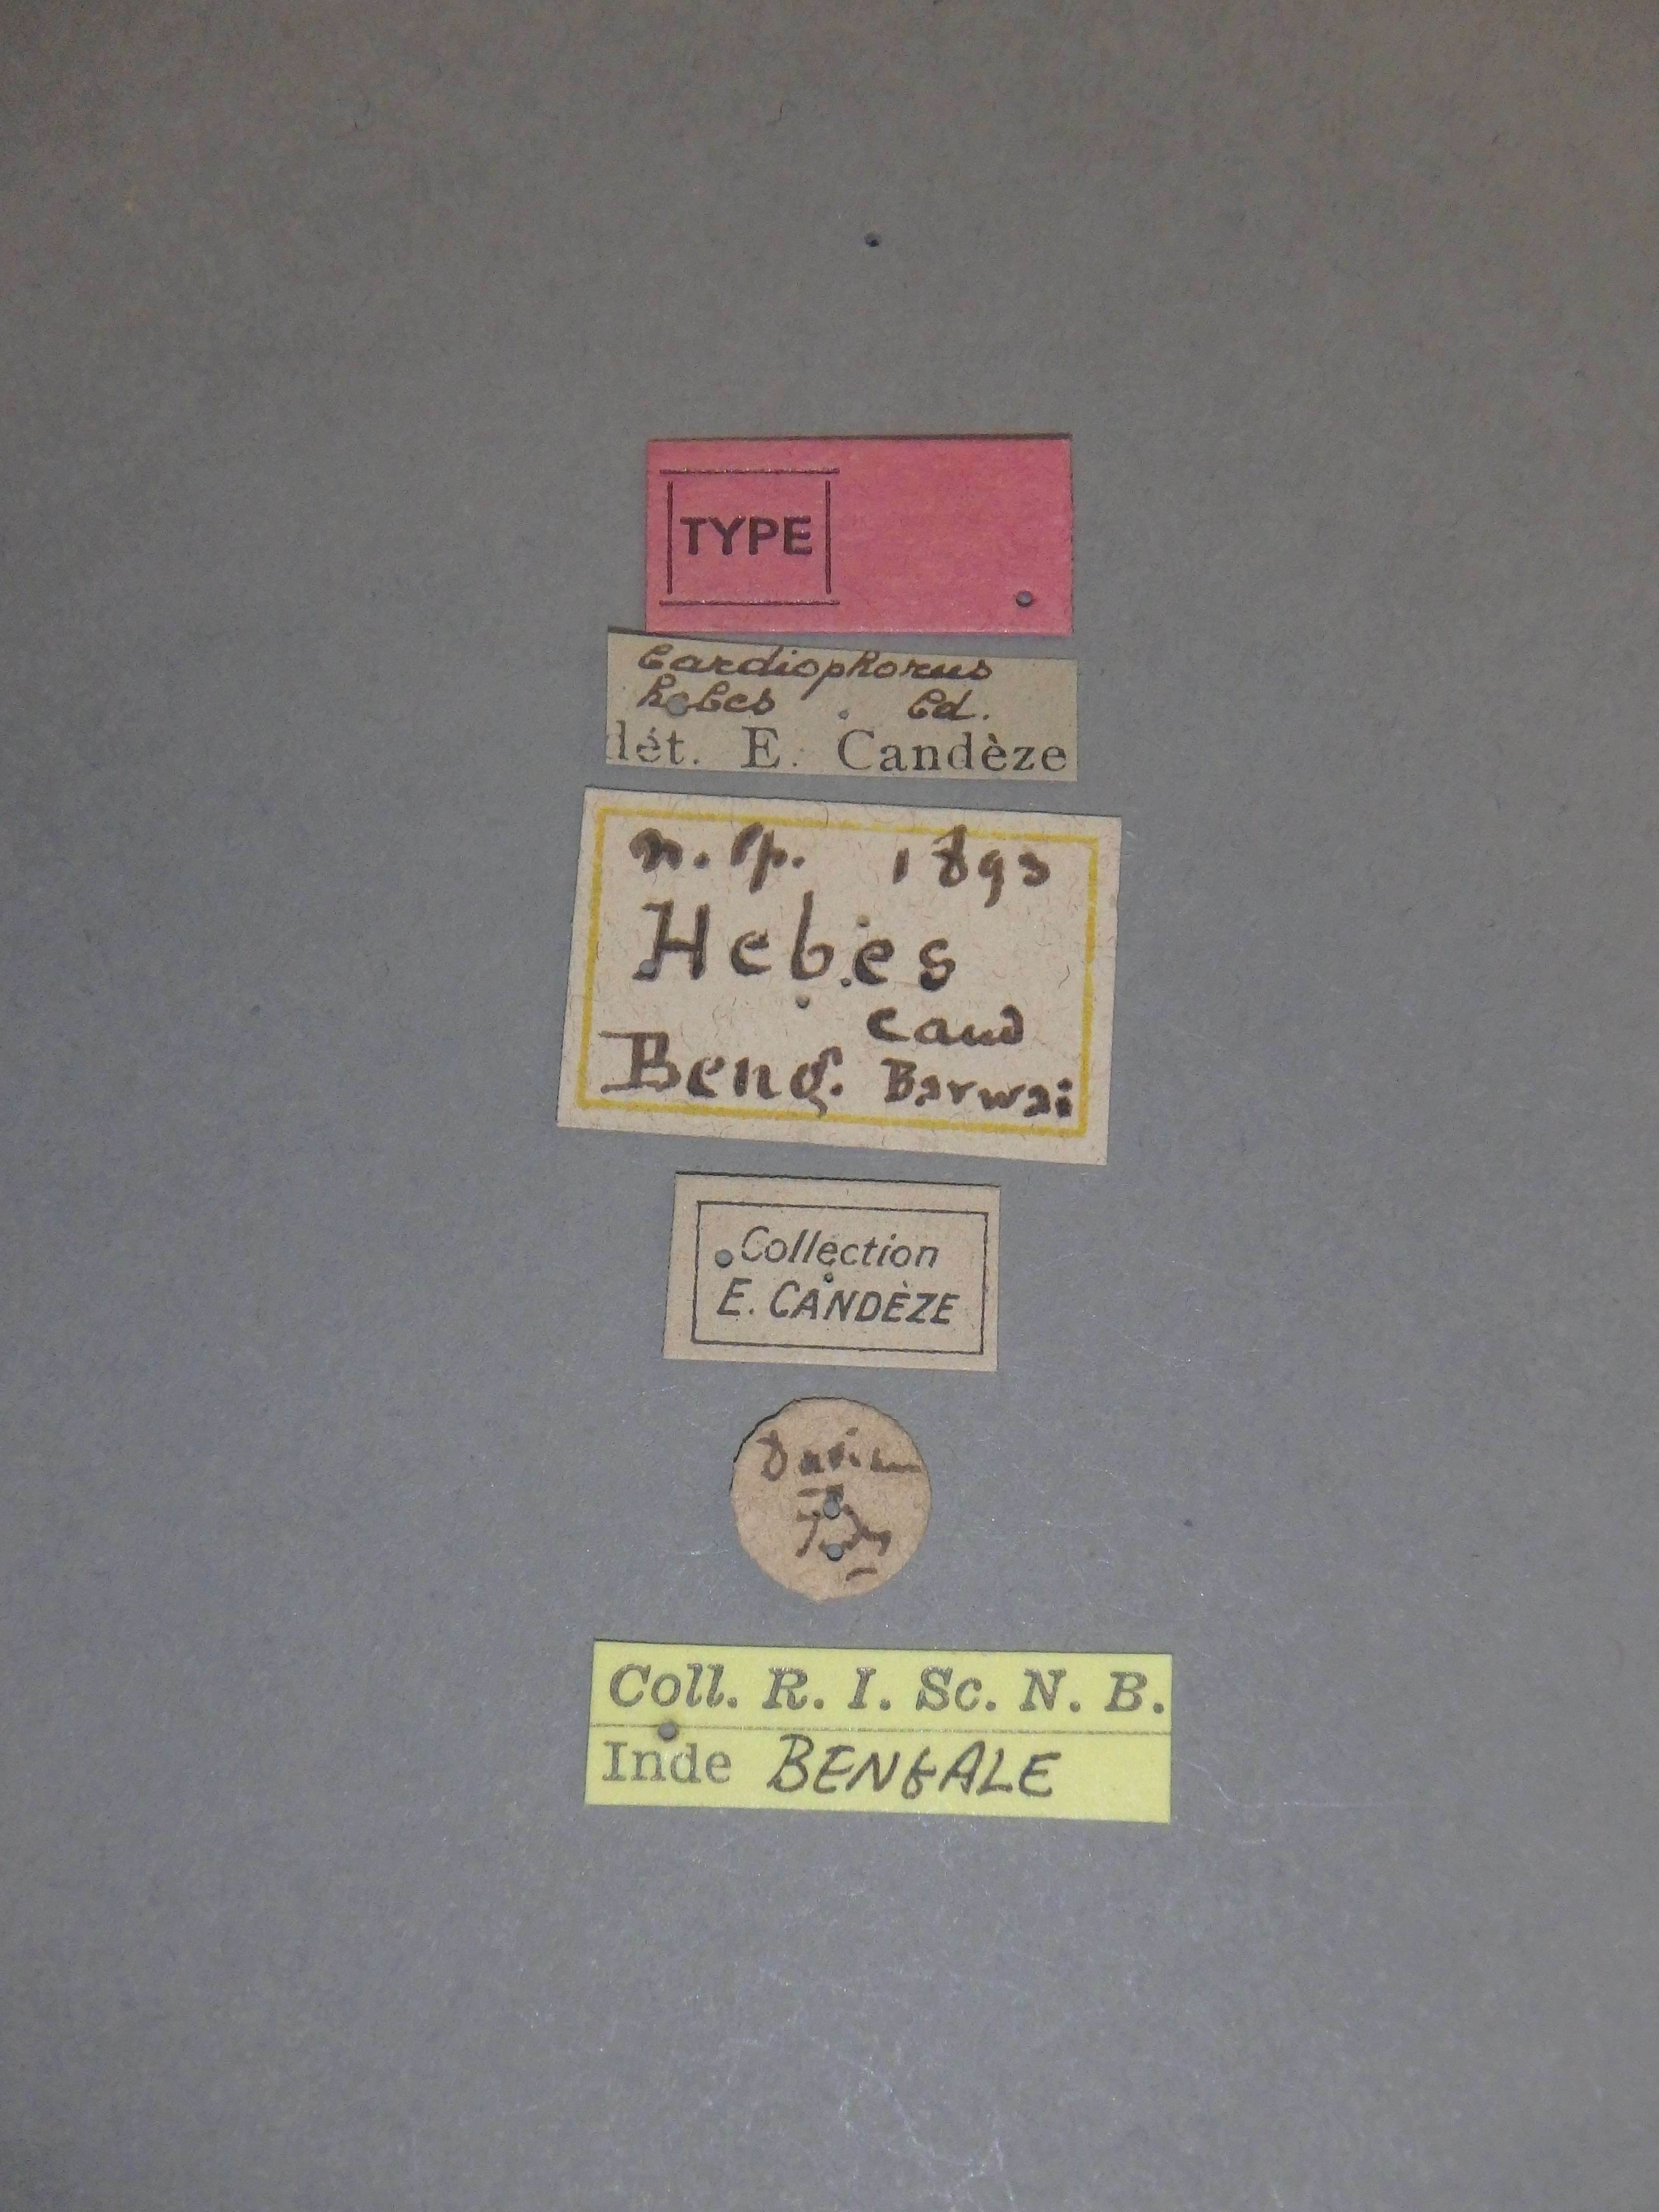 TYPE
Cardiophorus
hebes Cd.
dét. E. Candèze
n. sp. 1893
Hebes
Cand
Beng. Barwai
Collection
E. CANDÈZE
Coll. R. I. Sc. N. B.
Inde BENGALE